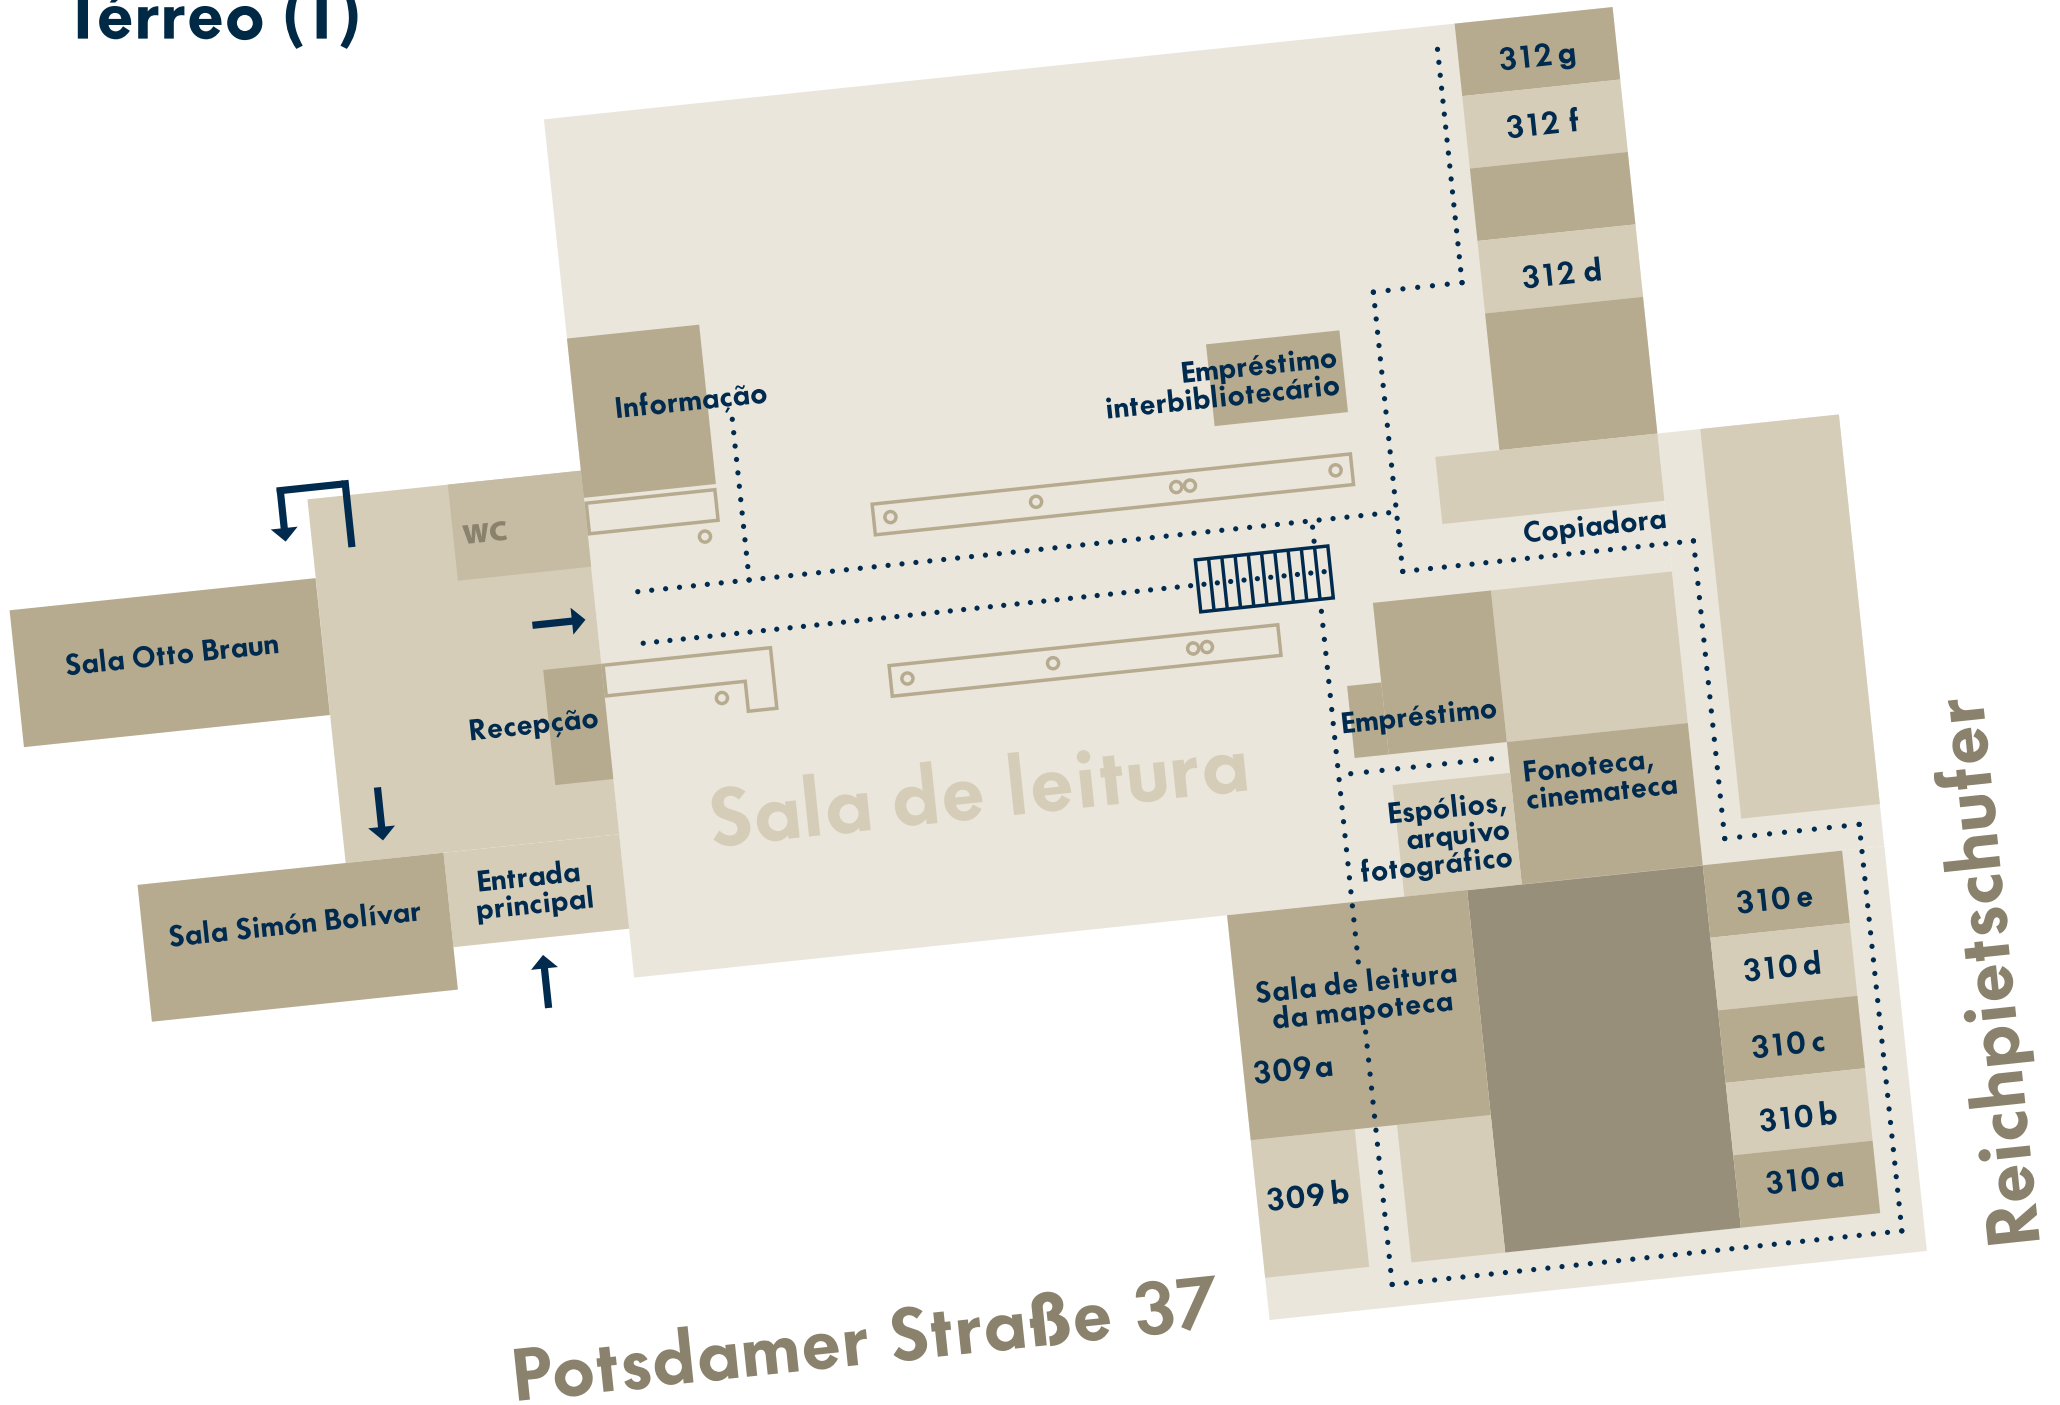 Térreo (1)
312 g
312 f
312 d
Informação
Empréstimo
interbibliotecário
WC
Copiadora
Sala Otto Braun
Recepção
Empréstimo
Sala de leitura
Fonoteca,
cinemateca
Espólios,
arquivo
fotográfico
Entrada
principal
Sala Simón Bolívar
310 e
310 d
310 c
310 b
310 a
Sala de leitura
da mapoteca
309 a
309 b
Reichpietschufer
Potsdamer Straße 37